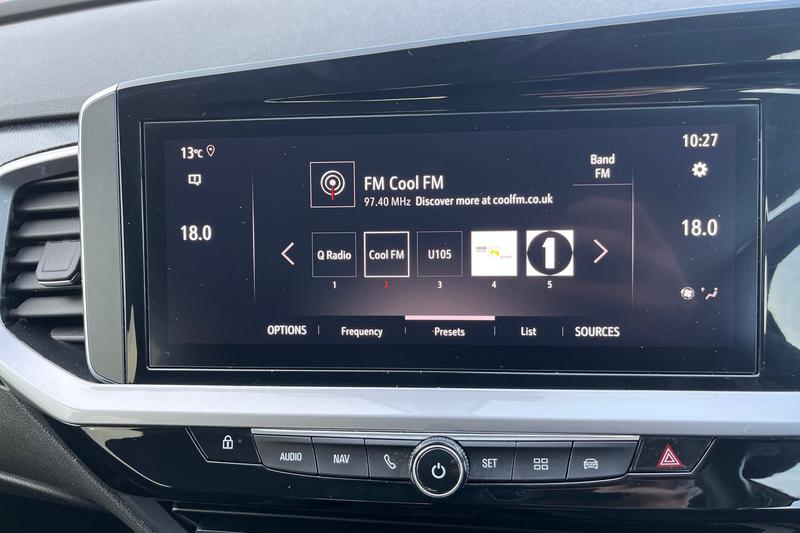 13°C
10:27
Band
FM
FM Cool FM
97.40 MHz Discover more at coolfm.co.uk
18.0
18.0
Q Radio
Cool FM
U105
1
1
2
3
4
5
OPTIONS
Frequency
Presets
List
SOURCES
AUDIO
NAV
SET